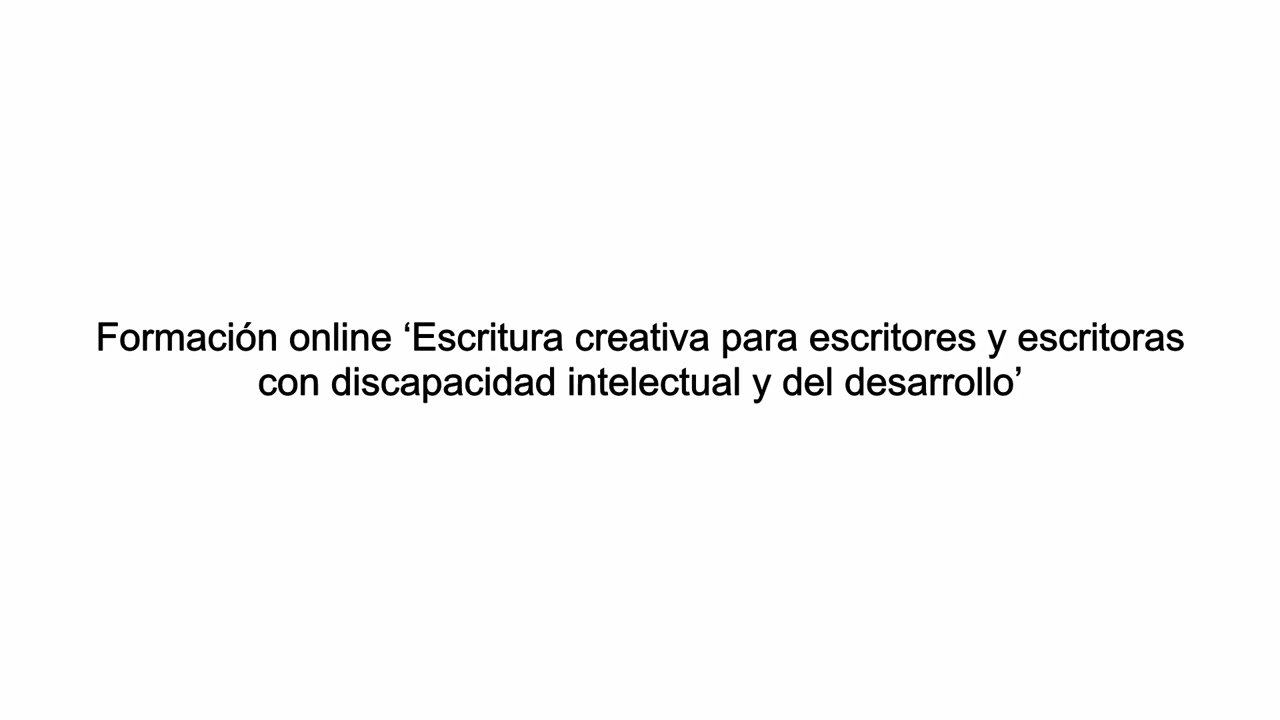 Formación online ‘Escritura creativa para escritores y escritoras
con discapacidad intelectual y del desarrollo’